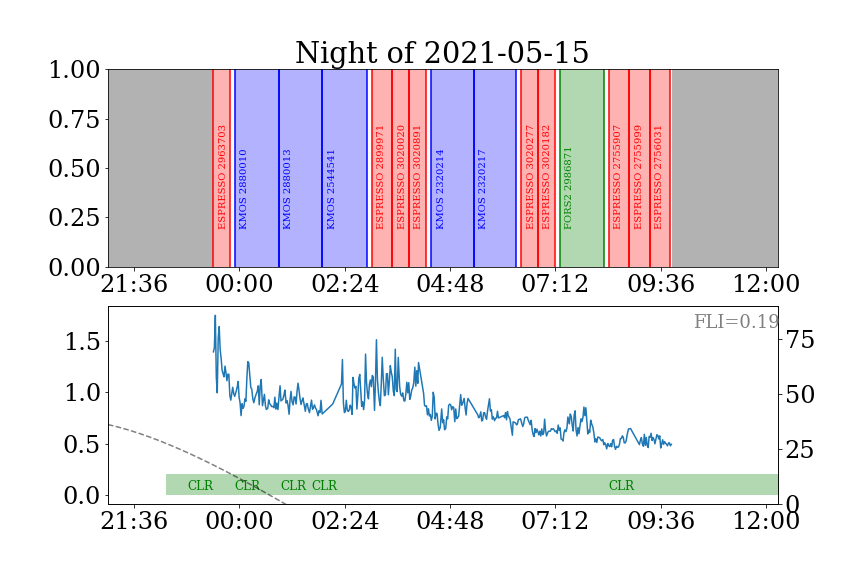 Night of 2021-05-15
1.00
0.75
0.50
0.25
0.00
ESPRESSO 2963703
KMOS 2880010
KMOS 2880013
KMOS 2544541
ESPRESSO 2899971
ESPRESSO 3020020
ESPRESSO 3020891
KMOS 2320214
KMOS 2320217
ESPRESSO 3020277
ESPRESSO 3020182
FORS2 2986871
ESPRESSO 2755907
ESPRESSO 2755999
ESPRESSO 2756031
21:36 00:00 02:24 04:48 07:12 09:36 12:00
FLI=0.19
1.5
1.0
0.5
0.0
75
50
25
0
CLR CLR CLR CLR CLR
21:36 00:00 02:24 04:48 07:12 09:36 12:00